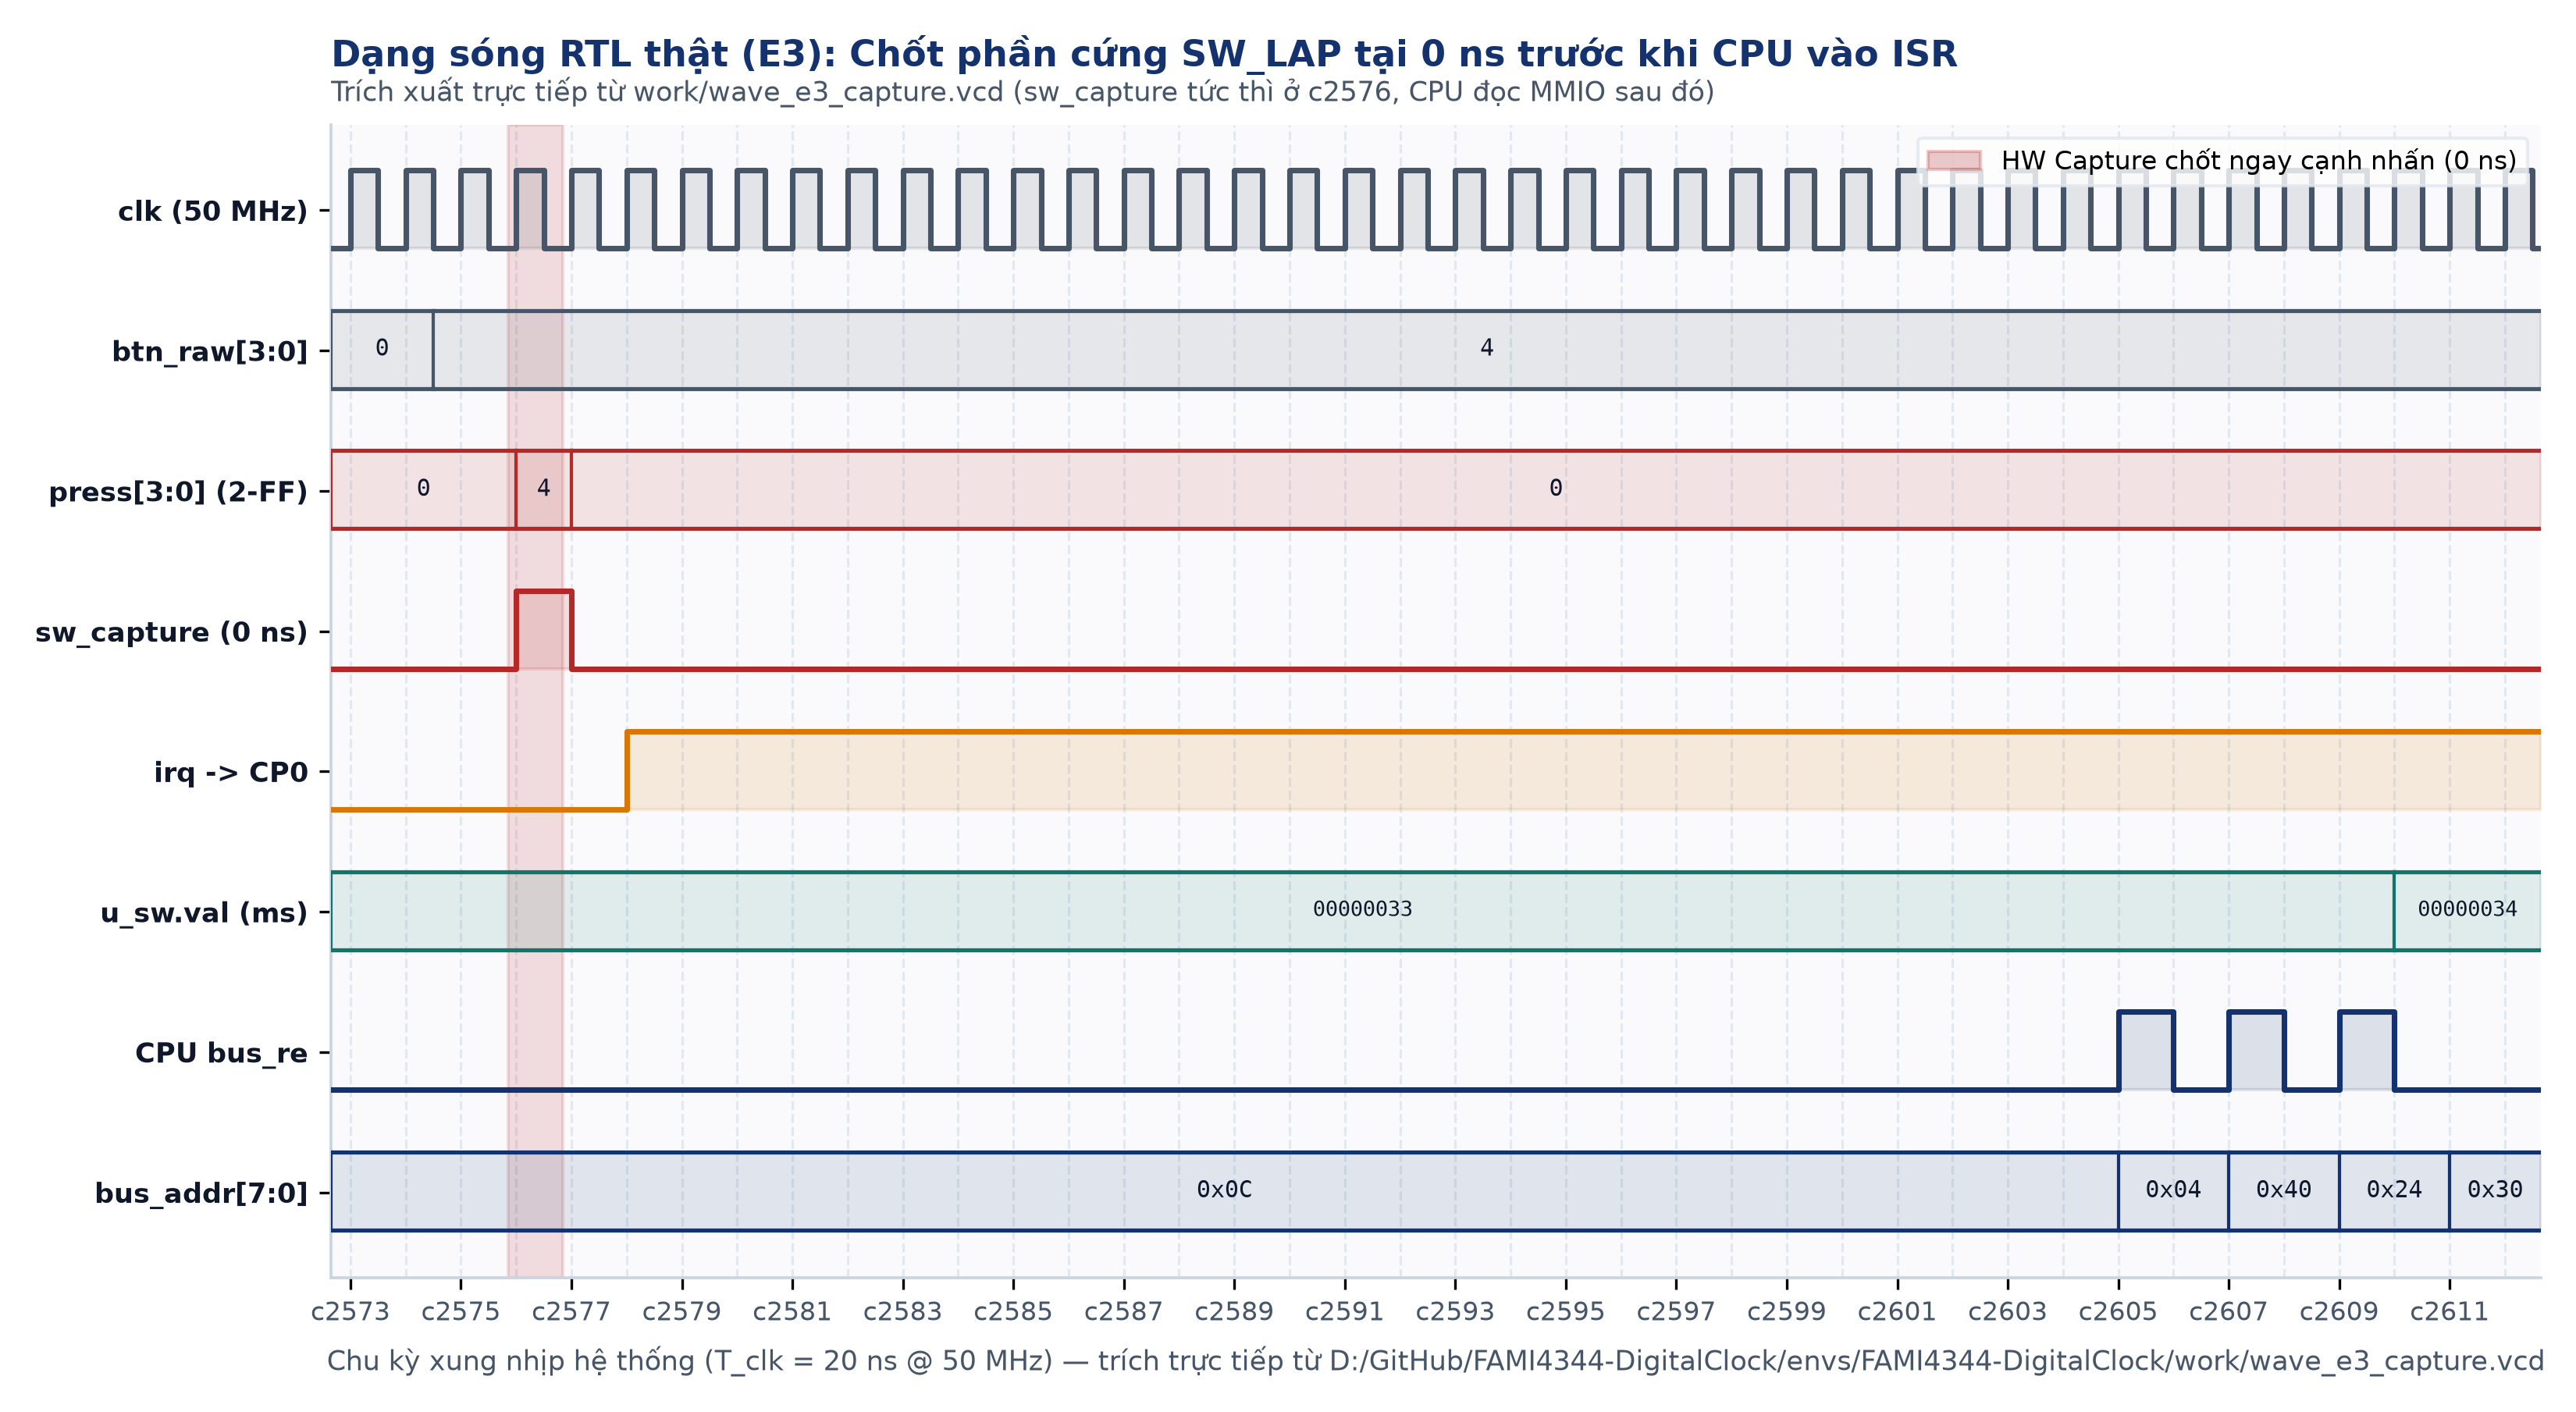 Dạng sóng RTL thật (E3): Chốt phần cứng SW_LAP tại 0 ns trước khi CPU vào ISR
Trích xuất trực tiếp từ work/wave_e3_capture.vcd (sw_capture tức thì ở c2576, CPU đọc MMIO sau đó)
HW Capture chốt ngay cạnh nhấn (0 ns)
clk (50 MHz)
btn_raw[3:0]
0 4
press[3:0] (2-FF)
0 4 0
sw_capture (0 ns)
irq -> CP0
u_sw.val (ms)
00000033 00000034
CPU bus_re
bus_addr[7:0]
0x0C 0x04 0x40 0x24 0x30
c2573 c2575 c2577 c2579 c2581 c2583 c2585 c2587 c2589 c2591 c2593 c2595 c2597 c2599 c2601 c2603 c2605 c2607 c2609 c2611
Chu kỳ xung nhịp hệ thống (T_clk = 20 ns @ 50 MHz) — trích trực tiếp từ D:/GitHub/FAMI4344-DigitalClock/envs/FAMI4344-DigitalClock/work/wave_e3_capture.vcd